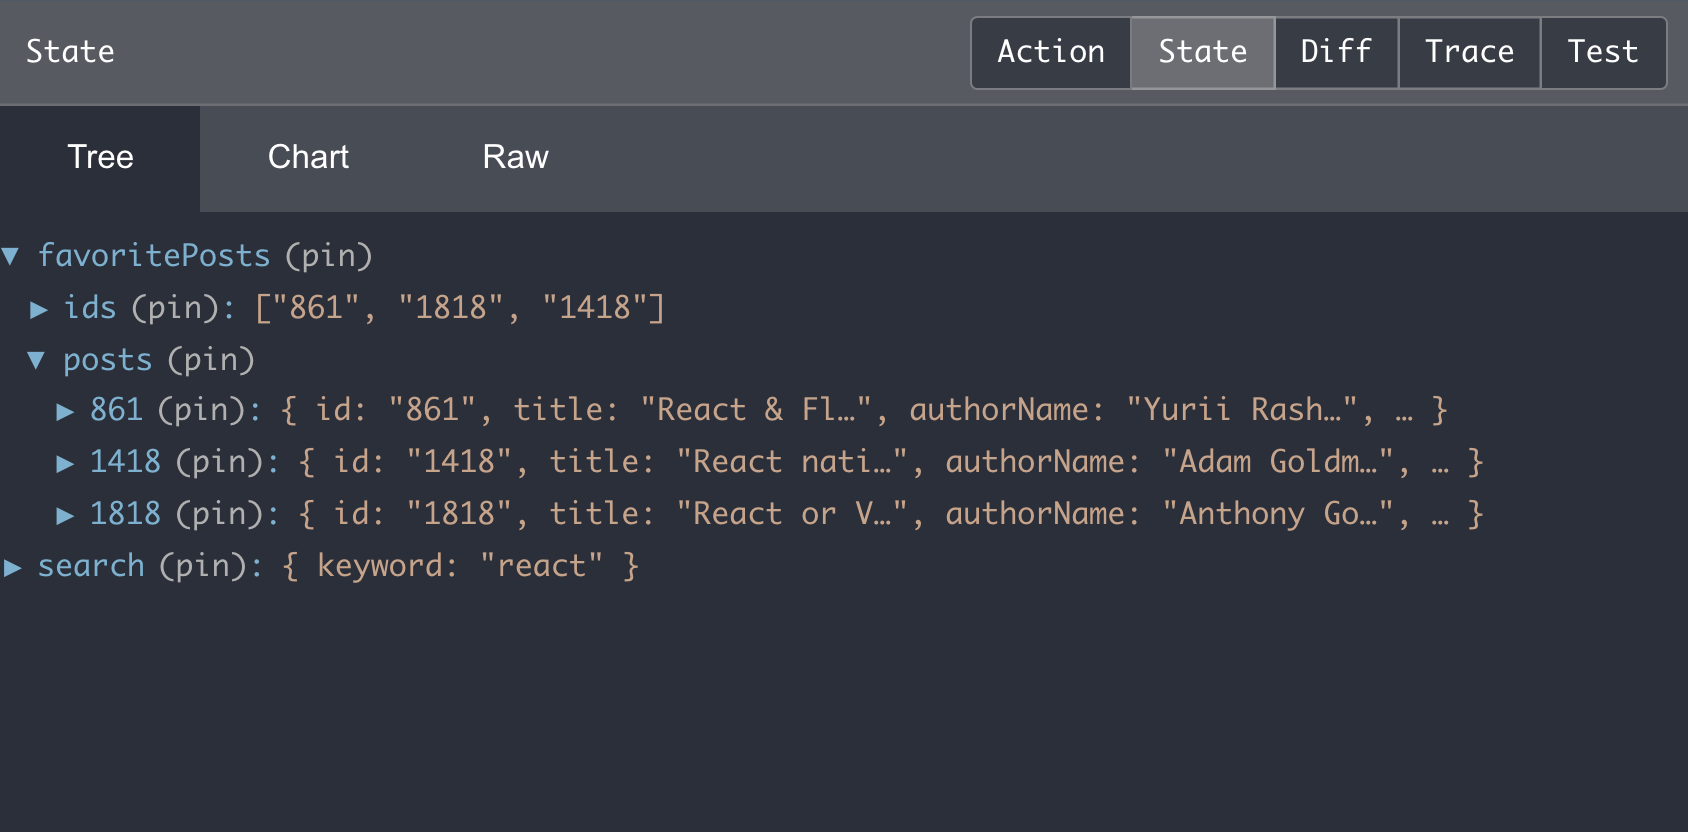 State Action State Diff Trace Test
Tree Chart Raw
▼ favoritePosts (pin)
▶ ids (pin): ["861", "1818", "1418"]
▼ posts (pin)
▶ 861 (pin): { id: "861", title: "React & Fl…", authorName: "Yurii Rash…", … }
▶ 1418 (pin): { id: "1418", title: "React nati…", authorName: "Adam Goldm…", … }
▶ 1818 (pin): { id: "1818", title: "React or V…", authorName: "Anthony Go…", … }
▶ search (pin): { keyword: "react" }